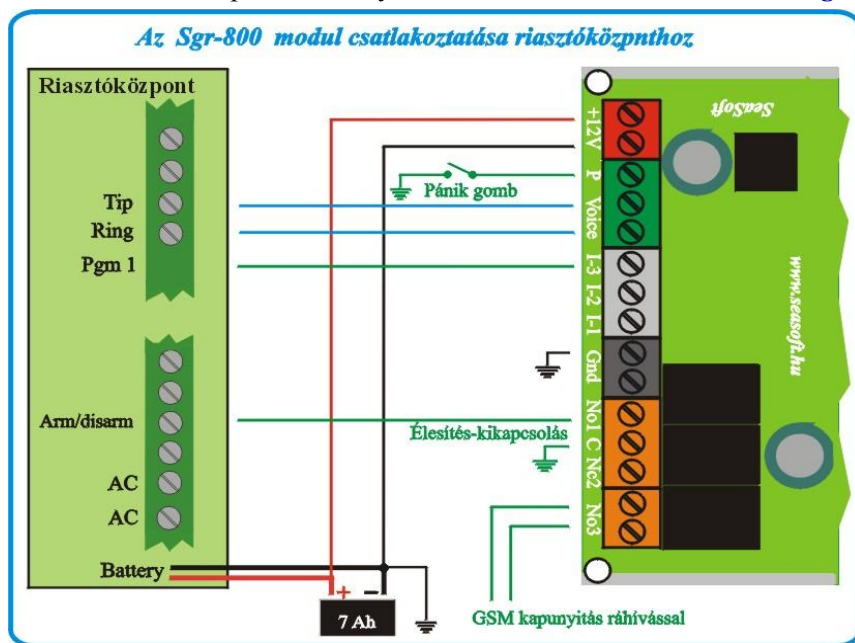 Az Sgr-800 modul csatlakoztatása riasztóközpnthoz
Riasztóközpont
Tip
Ring
Pgm 1
Arm/disarm
AC
AC
Battery
+
-
7 Ah
Pánik gomb
Élesítés-kikapcsolás
GSM kapunyitás ráhívással
+12V
P
Voice
I-3
I-2
I-1
Gnd
No1
C
Nc2
No3
SeaSoft
www.seasoft.hu